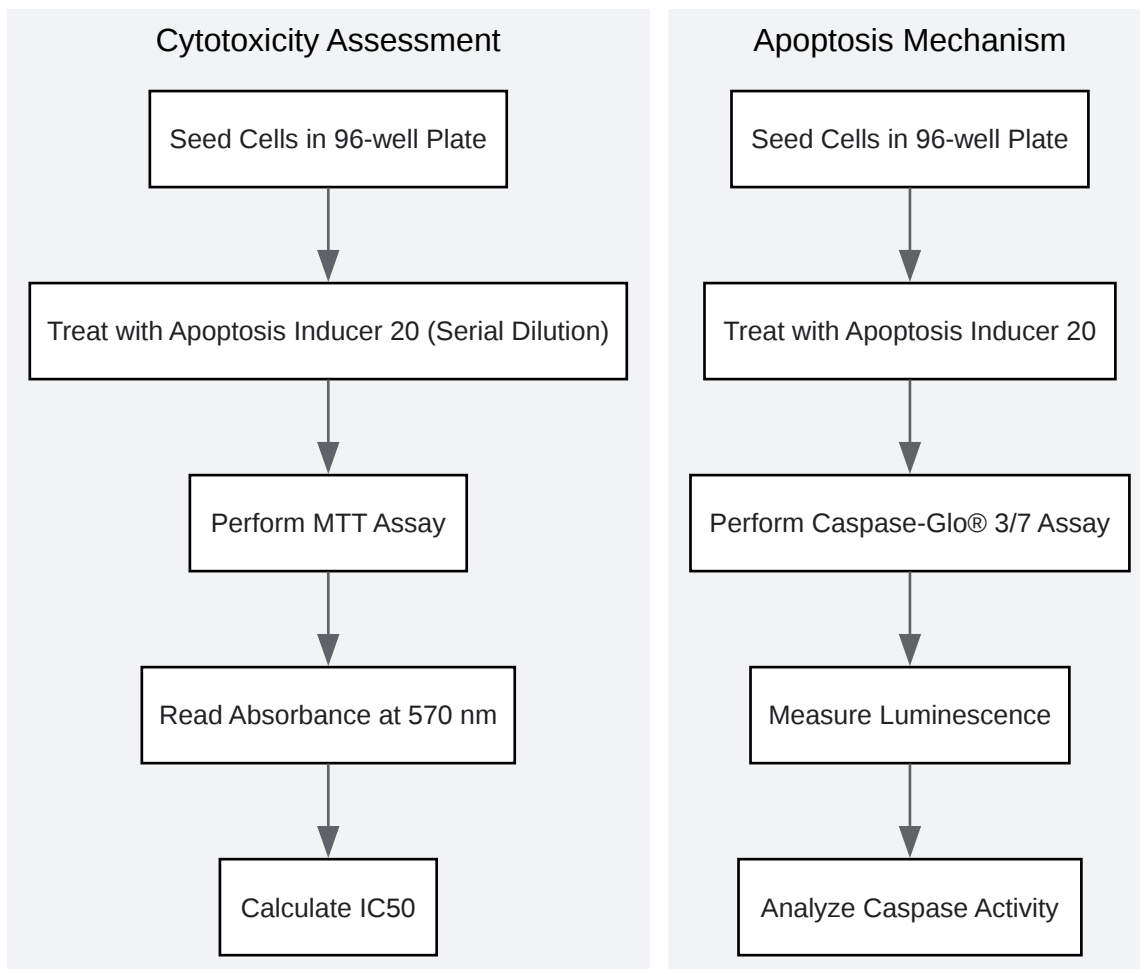 Cytotoxicity Assessment
Seed Cells in 96-well Plate
Treat with Apoptosis Inducer 20 (Serial Dilution)
Perform MTT Assay
Read Absorbance at 570 nm
Calculate IC50
Apoptosis Mechanism
Seed Cells in 96-well Plate
Treat with Apoptosis Inducer 20
Perform Caspase-Glo® 3/7 Assay
Measure Luminescence
Analyze Caspase Activity